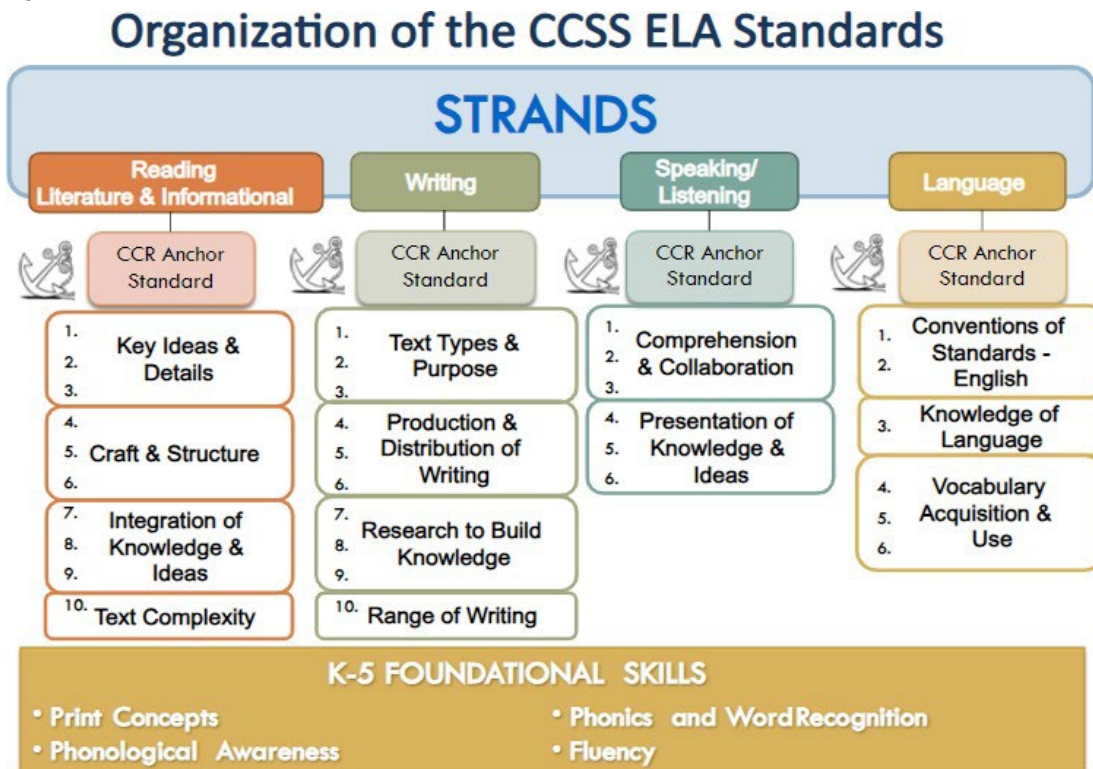 Organization of the CCSS ELA Standards
STRANDS
Reading
Literature & Informational
Writing
Speaking/
Listening
Language
CCR Anchor
Standard
CCR Anchor
Standard
CCR Anchor
Standard
CCR Anchor
Standard
1.
2.
3.
Key Ideas &
Details
4.
5.
6.
Craft & Structure
7.
8.
9.
Integration of
Knowledge &
Ideas
10.
Text Complexity
1.
2.
3.
Text Types &
Purpose
4.
5.
6.
Production &
Distribution of
Writing
7.
8.
9.
Research to Build
Knowledge
10.
Range of Writing
1.
2.
3.
Comprehension
& Collaboration
4.
5.
6.
Presentation of
Knowledge &
Ideas
1.
2.
Conventions of
Standards -
English
3.
Knowledge of
Language
4.
5.
6.
Vocabulary
Acquisition &
Use
K-5 FOUNDATIONAL SKILLS
• Print Concepts
• Phonological Awareness
• Phonics and Word Recognition
• Fluency